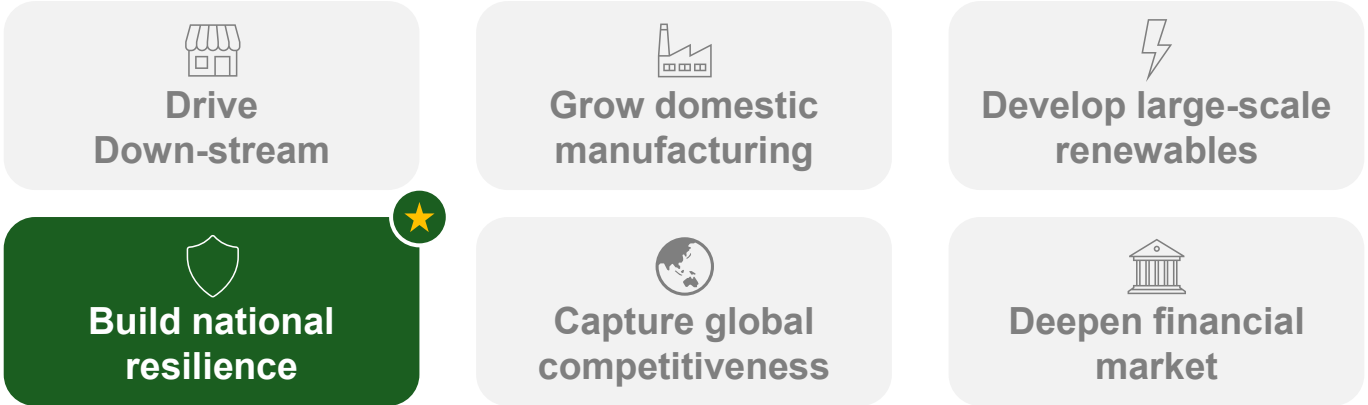 Drive
Down-stream
Grow domestic
manufacturing
Develop large-scale
renewables
Build national
resilience
Capture global
competitiveness
Deepen financial
market